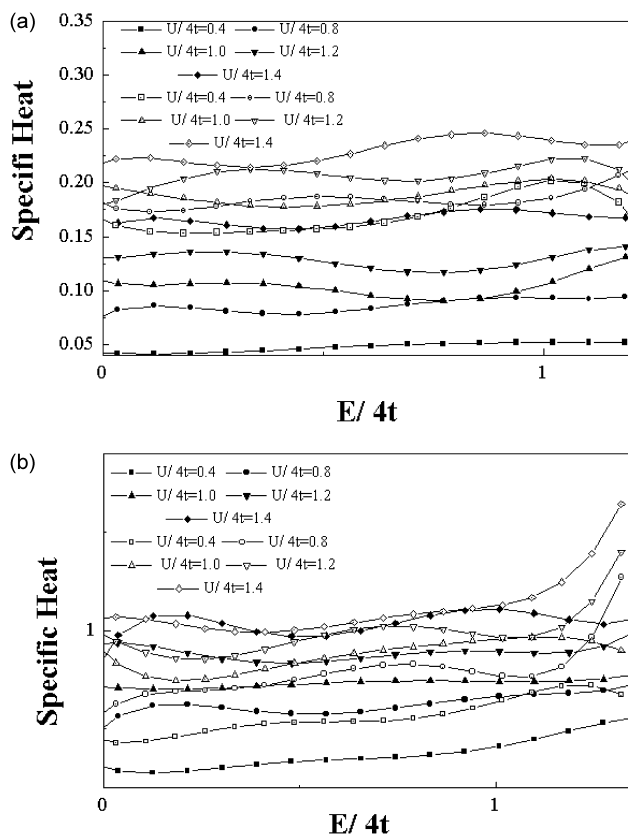 (a)
0.35
0.30
0.25
0.20
0.15
0.10
0.05
Specifi Heat
U/ 4t=0.4 U/ 4t=0.8
U/ 4t=1.0 U/ 4t=1.2
U/ 4t=1.4
U/ 4t=0.4 U/ 4t=0.8
U/ 4t=1.0 U/ 4t=1.2
U/ 4t=1.4
0 1
E/ 4t
(b)
1
Specific Heat
U/ 4t=0.4 U/ 4t=0.8
U/ 4t=1.0 U/ 4t=1.2
U/ 4t=1.4
U/ 4t=0.4 U/ 4t=0.8
U/ 4t=1.0 U/ 4t=1.2
U/ 4t=1.4
0 1
E/ 4t